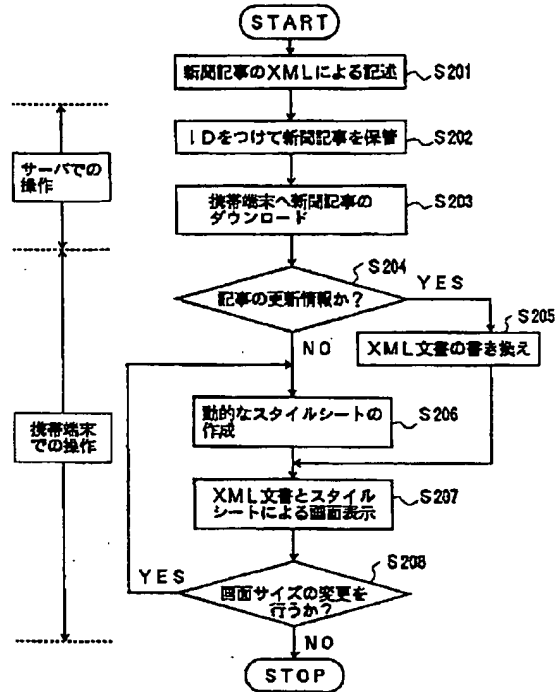 START
新聞記事のXMLによる記述
S201
IDをつけて新聞記事を保管
S202
サーバでの
操作
携帯端末へ新聞記事の
ダウンロード
S203
S204
記事の更新情報か？
YES
S205
XML文書の書き換え
NO
動的なスタイルシートの
作成
S206
携帯端末
での操作
XML文書とスタイル
シートによる画面表示
S207
S208
YES
画面サイズの変更を
行うか？
NO
STOP